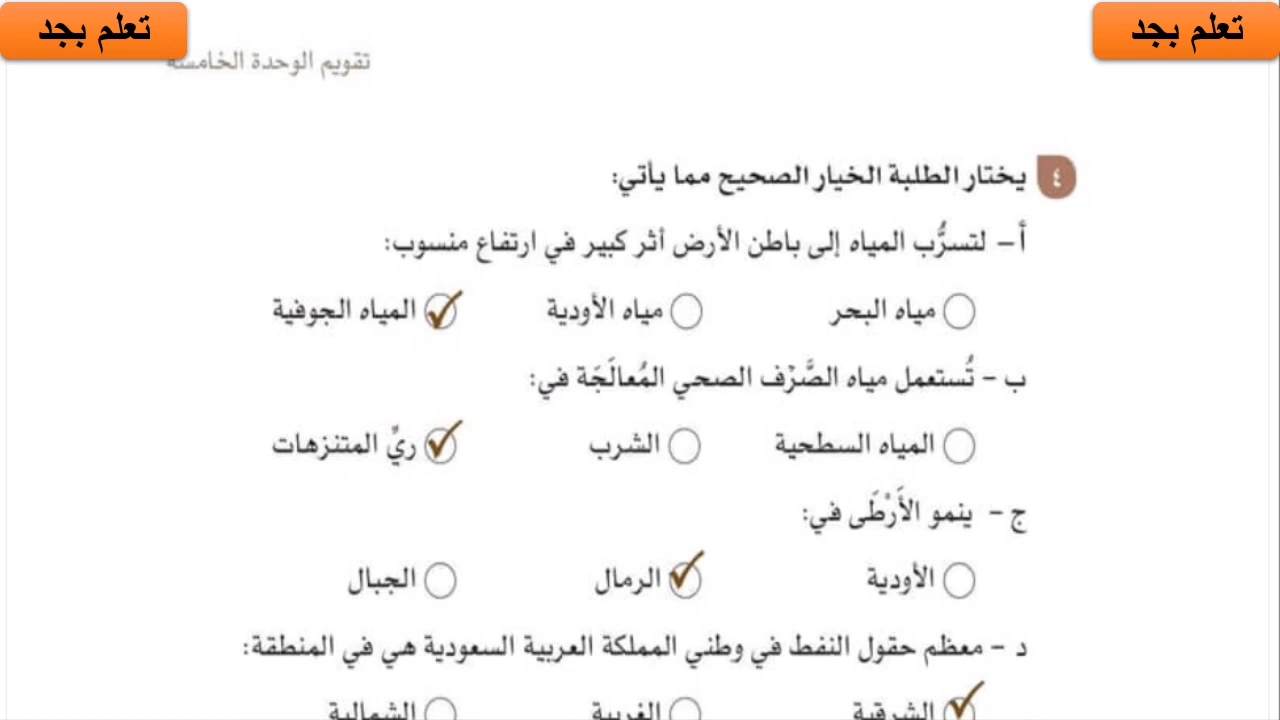 تعلم بجد
تعلم بجد
تقويم الوحدة الخامسة
٤ يختار الطلبة الخيار الصحيح مما يأتي:
أ – لتسرُّب المياه إلى باطن الأرض أثر كبير في ارتفاع منسوب:
مياه البحر مياه الأودية المياه الجوفية
ب – تُستعمل مياه الصَّرْف الصحي المُعالَجَة في:
المياه السطحية الشرب ريِّ المتنزهات
ج – ينمو الأَرْطَى في:
الأودية الرمال الجبال
د – معظم حقول النفط في وطني المملكة العربية السعودية هي في المنطقة:
الشرقية الغربية الشمالية